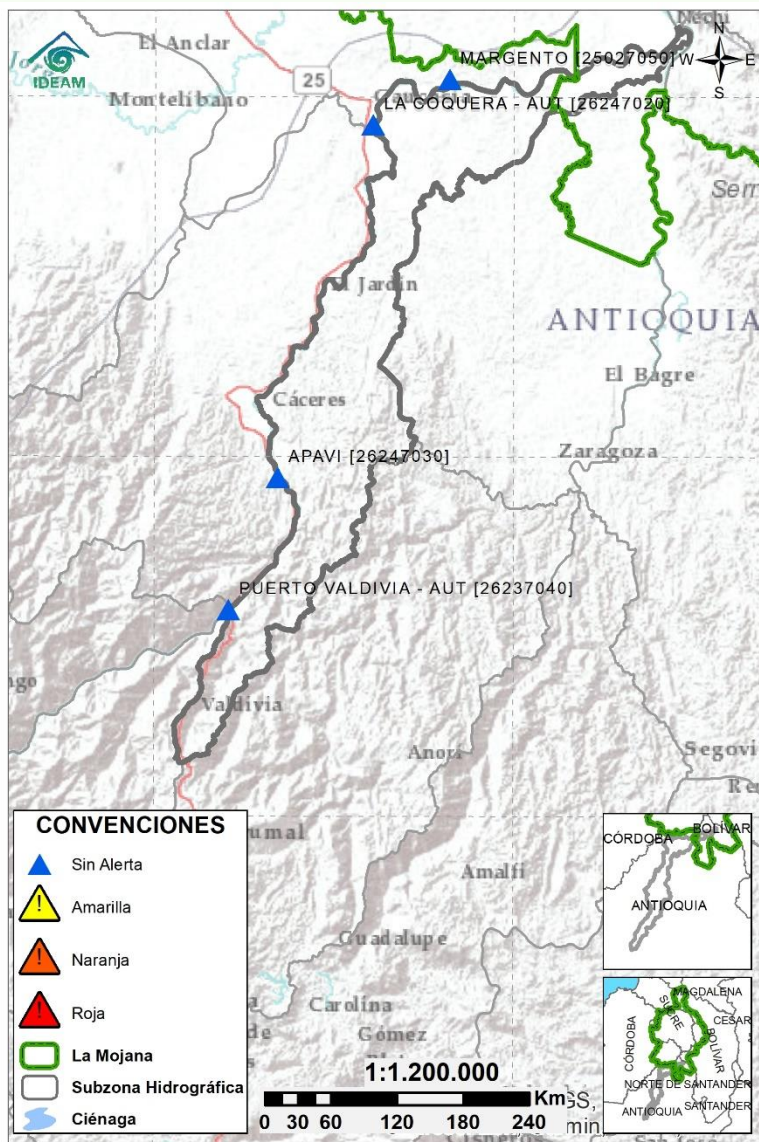 Nechí
N
W E
S
IDEAM
El Anclar
25
Montelíbano
MARGENTO [25027050]
Caucasia
LA COQUERA - AUT [26247020]
El Jardín
ANTIOQUIA
El Bagre
Cáceres
Zaragoza
APAVI [26247030]
PUERTO VALDIVIA - AUT [26237040]
Valdivia
Anorí
Segovi
Amalfi
Guadalupe
Carolina
Gómez
CONVENCIONES
Sin Alerta
Amarilla
Naranja
Roja
La Mojana
Subzona Hidrográfica
Ciénaga
1:1.200.000
Km
0 30 60 120 180 240
BOLÍVAR
CÓRDOBA
ANTIOQUIA
MAGDALENA
SUCRE
CESAR
CÓRDOBA
BOLÍVAR
NORTE DE SANTANDER
SANTANDER
ANTIOQUIA